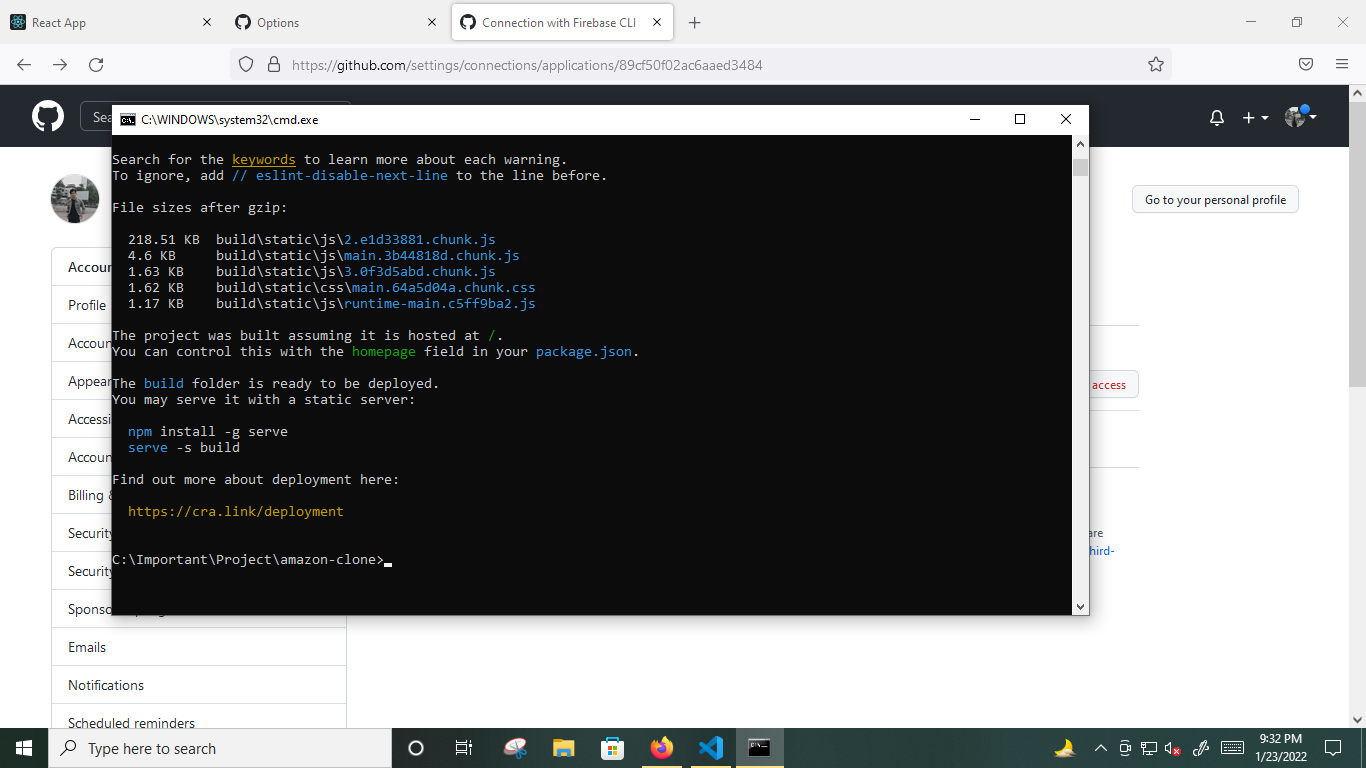 React App
Options
Connection with Firebase CLI
https://github.com/settings/connections/applications/89cf50f02ac6aaed3484
Sea
C:\WINDOWS\system32\cmd.exe
Search for the keywords to learn more about each warning.
To ignore, add // eslint-disable-next-line to the line before.
File sizes after gzip:
218.51 KB build\static\js\2.e1d33881.chunk.js
4.6 KB build\static\js\main.3b44818d.chunk.js
1.63 KB build\static\js\3.0f3d5abd.chunk.js
1.62 KB build\static\css\main.64a5d04a.chunk.css
1.17 KB build\static\js\runtime-main.c5ff9ba2.js
The project was built assuming it is hosted at /.
You can control this with the homepage field in your package.json.
The build folder is ready to be deployed.
You may serve it with a static server:
npm install -g serve
serve -s build
Find out more about deployment here:
https://cra.link/deployment
C:\Important\Project\amazon-clone>
Go to your personal profile
access
are
hird-
Accoun
Profile
Accoun
Appear
Accessi
Accoun
Billing
Security
Security
Sponso
Emails
Notifications
Scheduled reminders
Type here to search
9:32 PM
1/23/2022